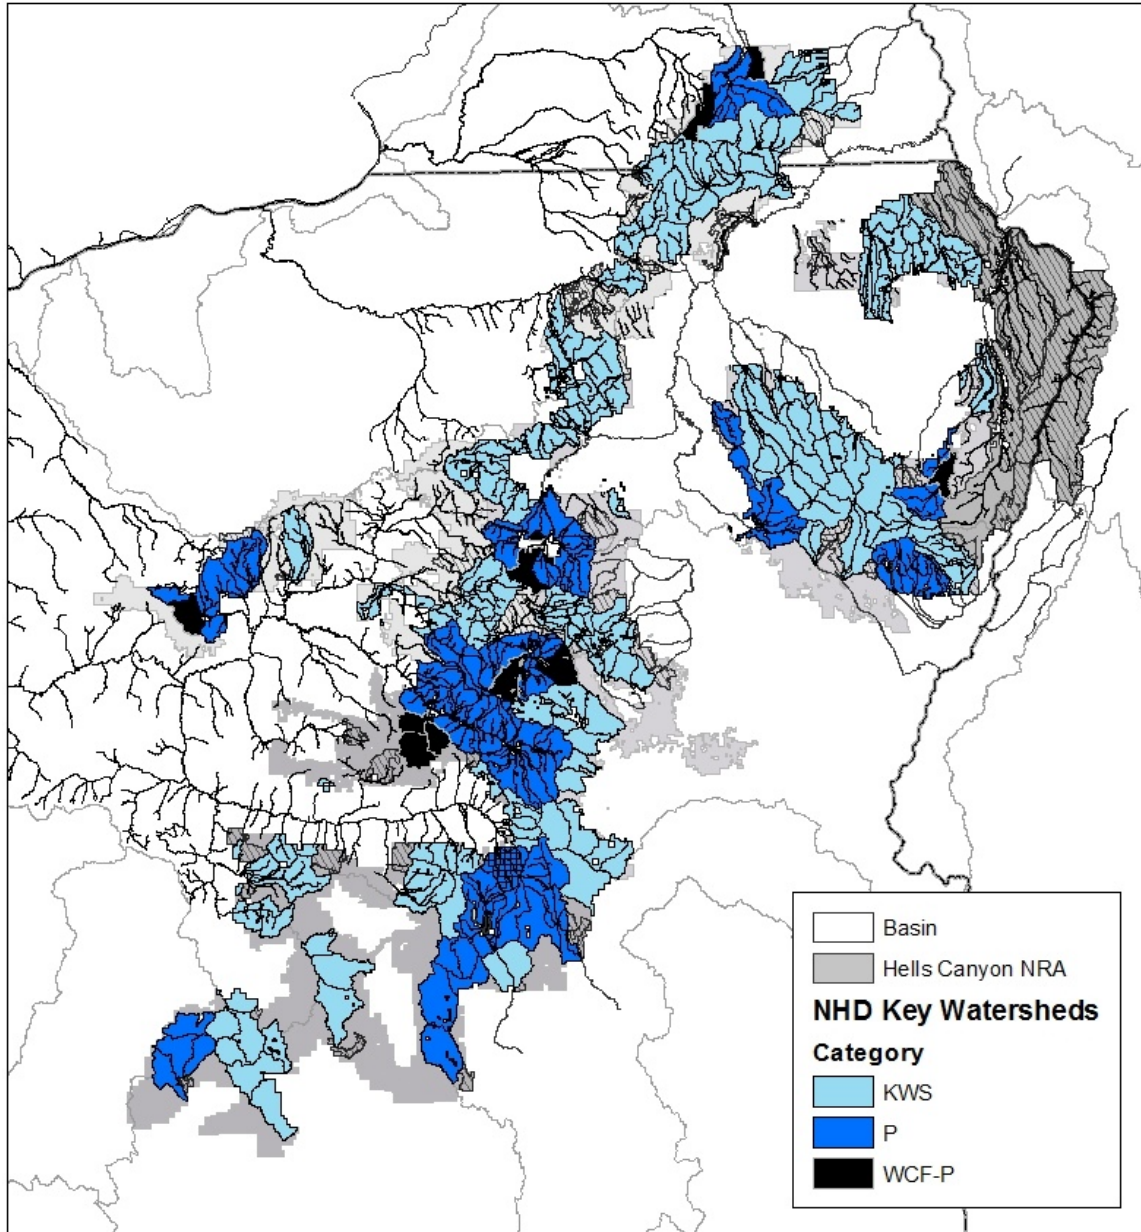 Basin
Hells Canyon NRA
NHD Key Watersheds
Category
KWS
P
WCF-P